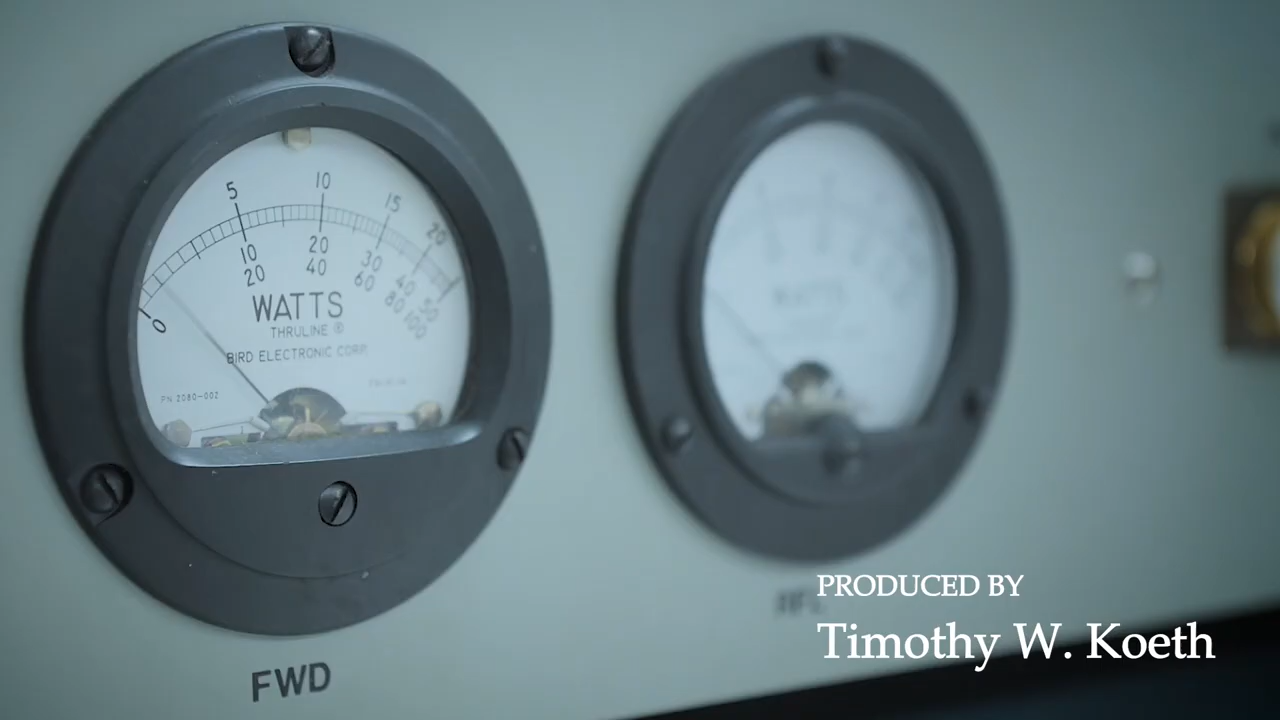 5 10 15 20
10 20 30 40 50
0 20 40 60 80 100
WATTS
THRULINE ®
BIRD ELECTRONIC CORP.
P/N 2080-002
FWD
PRODUCED BY
Timothy W. Koeth